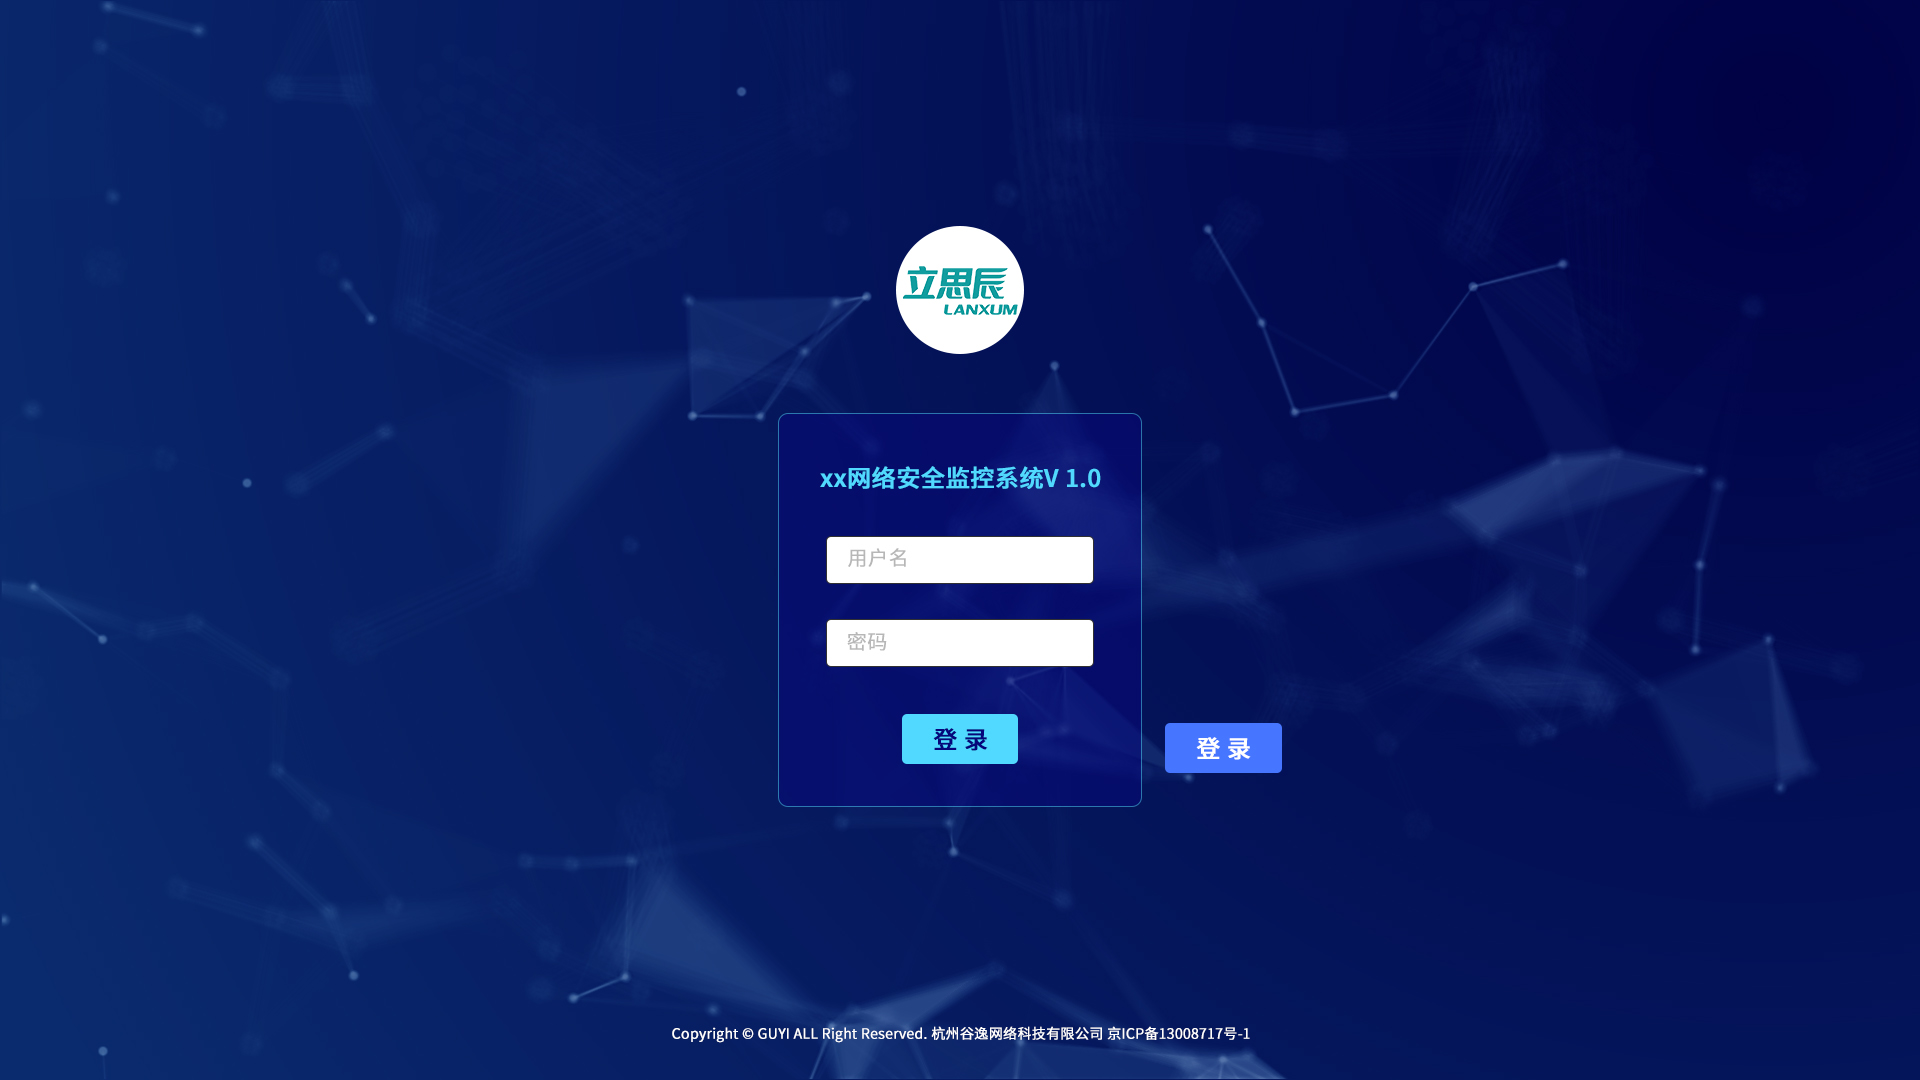 立思辰
LANXUM
xx网络安全监控系统V 1.0
用户名
密码
登 录
登 录
Copyright © GUYI ALL Right Reserved. 杭州谷逸网络科技有限公司 京ICP备13008717号-1